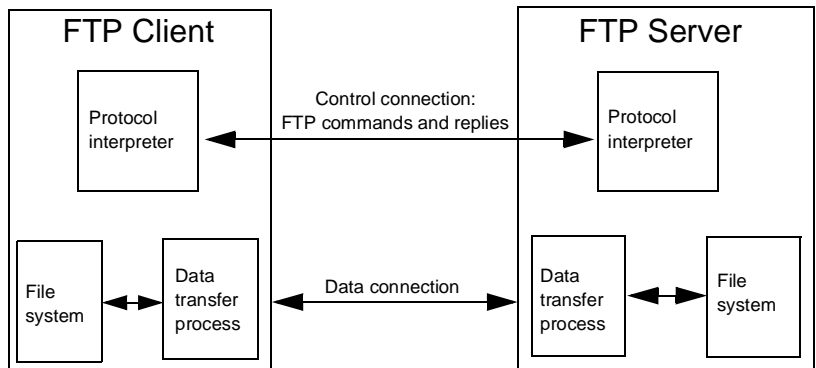 FTP Client
FTP Server
Protocol
interpreter
Control connection:
FTP commands and replies
Protocol
interpreter
File
system
Data
transfer
process
Data connection
Data
transfer
process
File
system